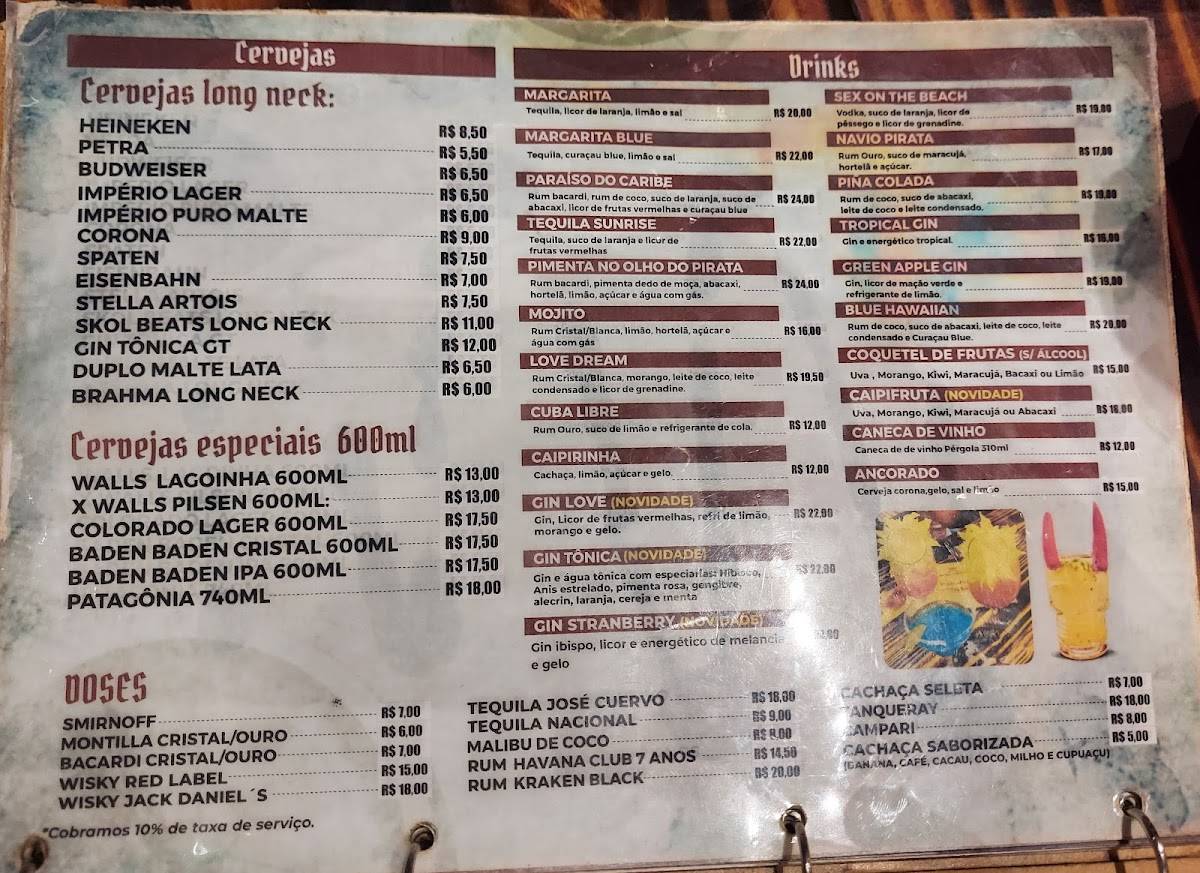 Cervejas
Cervejas long neck:
HEINEKEN R$ 8,50
PETRA R$ 5,50
BUDWEISER R$ 6,50
IMPÉRIO LAGER R$ 6,50
IMPÉRIO PURO MALTE R$ 6,00
CORONA R$ 9,00
SPATEN R$ 7,50
EISENBAHN R$ 7,00
STELLA ARTOIS R$ 7,50
SKOL BEATS LONG NECK R$ 11,00
GIN TÔNICA GT R$ 12,00
DUPLO MALTE LATA R$ 6,50
BRAHMA LONG NECK R$ 6,00
Cervejas especiais 600ml
WALLS LAGOINHA 600ML R$ 13,00
X WALLS PILSEN 600ML: R$ 13,00
COLORADO LAGER 600ML R$ 17,50
BADEN BADEN CRISTAL 600ML R$ 17,50
BADEN BADEN IPA 600ML R$ 17,50
PATAGÔNIA 740ML R$ 18,00
Drinks
MARGARITA
Tequila, licor de laranja, limão e sal R$ 20,00
MARGARITA BLUE
Tequila, curaçau blue, limão e sal R$ 22,00
PARAÍSO DO CARIBE
Rum bacardi, rum de coco, suco de laranja, suco de R$ 24,00
abacaxi, licor de frutas vermelhas e curaçau blue
TEQUILA SUNRISE
Tequila, suco de laranja e licur de R$ 22,00
frutas vermelhas
PIMENTA NO OLHO DO PIRATA
Rum bacardi, pimenta dedo de moça, abacaxi, R$ 24,00
hortelã, limão, açúcar e água com gás.
MOJITO
Rum Cristal/Blanca, limão, hortelã, açúcar e R$ 16,00
água com gás
LOVE DREAM
Rum Cristal/Blanca, morango, leite de coco, leite R$ 19,50
condensado e licor de grenadine.
CUBA LIBRE
Rum Ouro, suco de limão e refrigerante de cola. R$ 12,00
CAIPIRINHA
Cachaça, limão, açúcar e gelo. R$ 12,00
GIN LOVE (NOVIDADE)
Gin, Licor de frutas vermelhas, refri de limão, R$ 22,90
morango e gelo.
GIN TÔNICA (NOVIDADE)
Gin e água tônica com especiarias: Hibisco, R$ 22,90
Anis estrelado, pimenta rosa, gengibre,
alecrin, laranja, cereja e menta
GIN STRANBERRY (NOVIDADE)
Gin ibispo, licor e energético de melancia
e gelo
SEX ON THE BEACH
Vodka, suco de laranja, licor de R$ 19,00
pêssego e licor de grenadine.
NAVIO PIRATA
Rum Ouro, suco de maracujá, R$ 17,00
hortelã e açúcar.
PIÑA COLADA
Rum de coco, suco de abacaxi, R$ 19,00
leite de coco e leite condensado.
TROPICAL GIN
Gin e energético tropical. R$ 16,00
GREEN APPLE GIN
Gin, licor de mação verde e R$ 19,00
refrigerante de limão.
BLUE HAWAIIAN
Rum de coco, suco de abacaxi, leite de coco, leite R$ 20,00
condensado e Curaçau Blue.
COQUETEL DE FRUTAS (S/ ÁLCOOL)
Uva , Morango, Kiwi, Maracujá, Bacaxi ou Limão R$ 15,00
CAIPIFRUTA (NOVIDADE)
Uva, Morango, Kiwi, Maracujá ou Abacaxi R$ 16,00
CANECA DE VINHO
Caneca de de vinho Pérgola 310ml R$ 12,00
ANCORADO
Cerveja corona,gelo, sal e limão R$ 15,00
DOSES
SMIRNOFF R$ 7,00
MONTILLA CRISTAL/OURO R$ 6,00
BACARDI CRISTAL/OURO R$ 7,00
WISKY RED LABEL R$ 15,00
WISKY JACK DANIEL´S R$ 18,00
TEQUILA JOSÉ CUERVO R$ 18,00
TEQUILA NACIONAL R$ 9,00
MALIBU DE COCO R$ 8,00
RUM HAVANA CLUB 7 ANOS R$ 14,50
RUM KRAKEN BLACK R$ 20,00
CACHAÇA SELETA R$ 7,00
TANQUERAY R$ 18,00
CAMPARI R$ 8,00
CACHAÇA SABORIZADA R$ 5,00
(BANANA, CAFÉ, CACAU, COCO, MILHO E CUPUAÇU)
*Cobramos 10% de taxa de serviço.